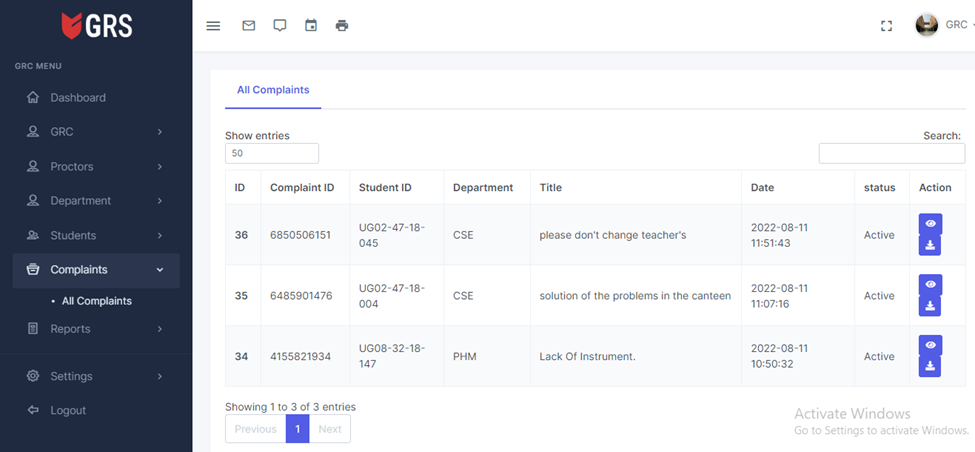 GRS
GRC
GRC MENU
All Complaints
Dashboard
GRC
Show entries
Search:
50
Proctors
ID Complaint ID Student ID Department Title Date status Action
Department
36 6850506151 UG02-47-18-045 CSE please don't change teacher's 2022-08-11 11:51:43 Active
Students
Complaints
35 6485901476 UG02-47-18-004 CSE solution of the problems in the canteen 2022-08-11 11:07:16 Active
All Complaints
Reports
34 4155821934 UG08-32-18-147 PHM Lack Of Instrument. 2022-08-11 10:50:32 Active
Settings
Logout
Showing 1 to 3 of 3 entries
Previous 1 Next
Activate Windows
Go to Settings to activate Windows.